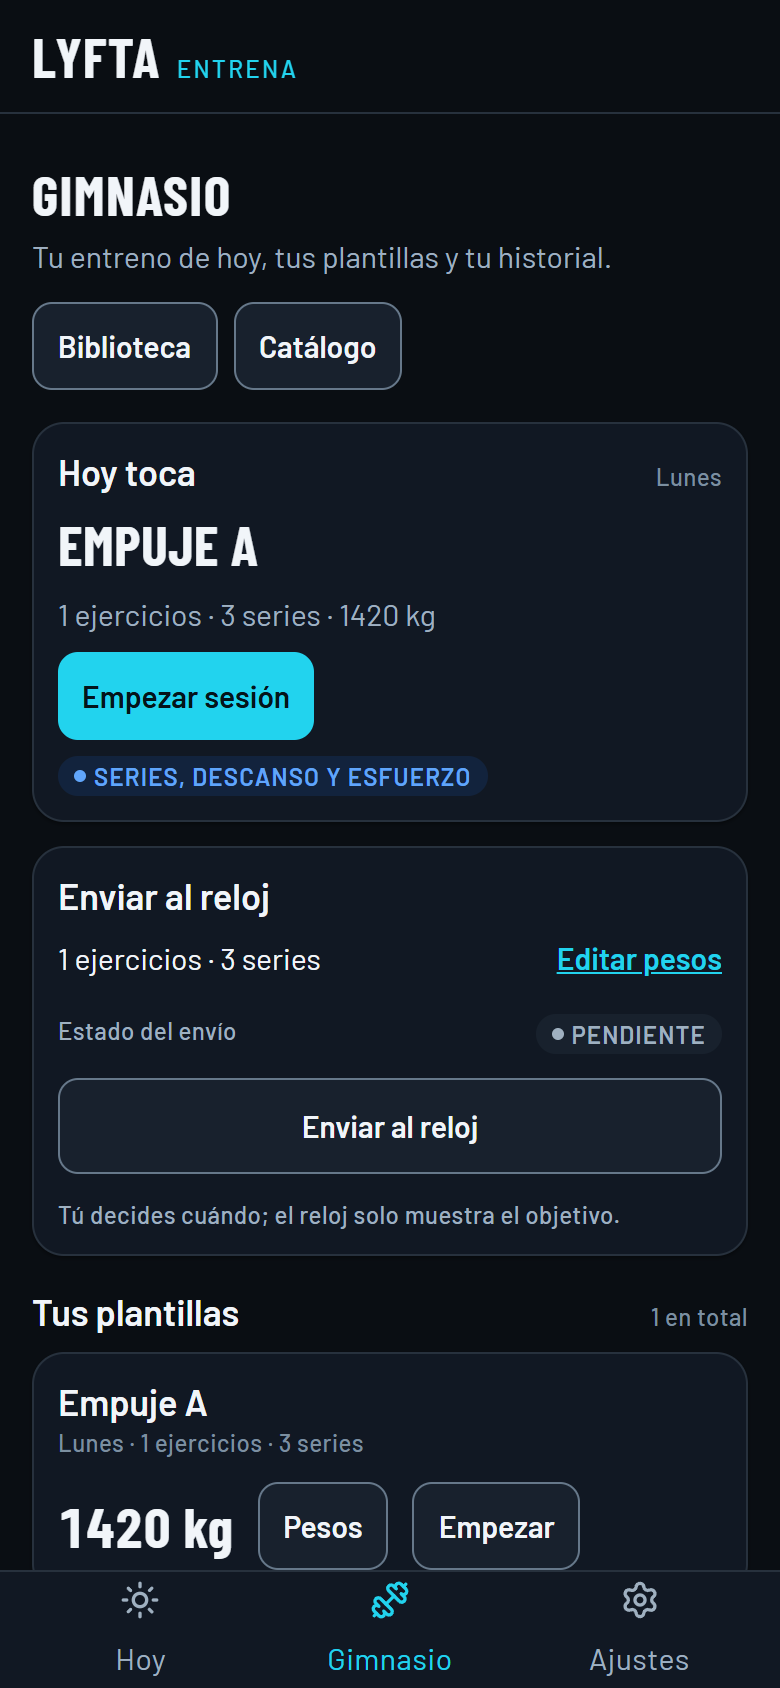 LYFTA ENTRENA
GIMNASIO
Tu entreno de hoy, tus plantillas y tu historial.
Biblioteca Catálogo
Hoy toca Lunes
EMPUJE A
1 ejercicios · 3 series · 1420 kg
Empezar sesión
SERIES, DESCANSO Y ESFUERZO
Enviar al reloj
1 ejercicios · 3 series Editar pesos
Estado del envío PENDIENTE
Enviar al reloj
Tú decides cuándo; el reloj solo muestra el objetivo.
Tus plantillas 1 en total
Empuje A
Lunes · 1 ejercicios · 3 series
1420 kg Pesos Empezar
Hoy Gimnasio Ajustes